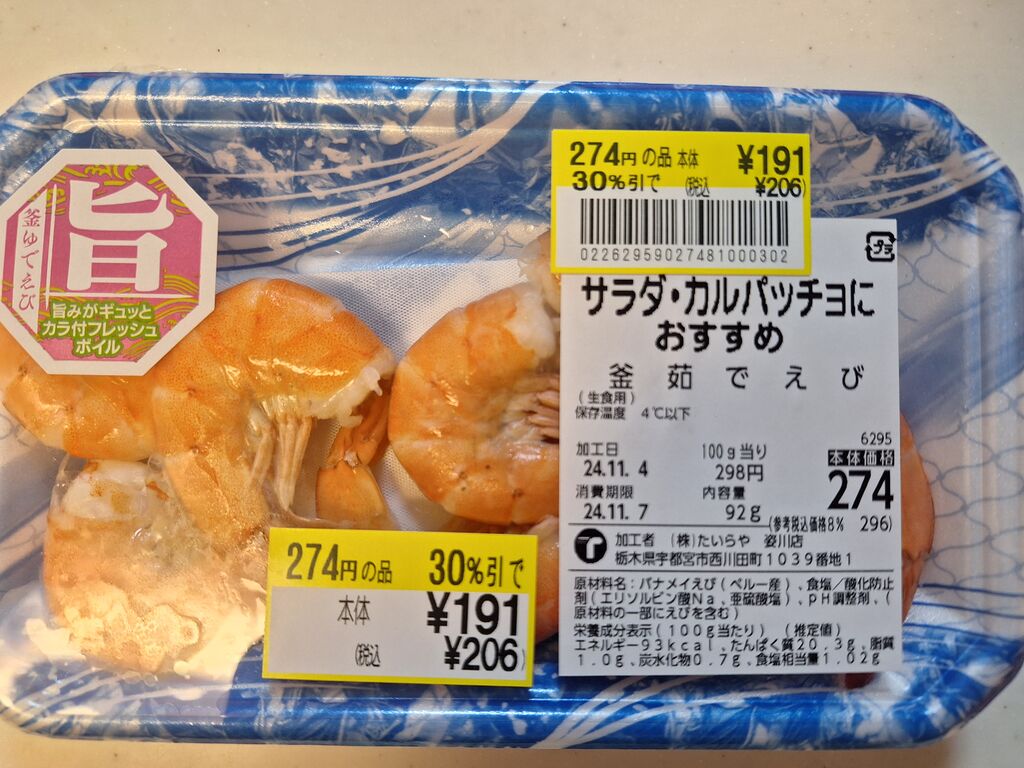 旨
釜ゆでえび
旨みがギュッと
カラ付フレッシュ
ボイル
274円の品 本体 ¥191
30%引で (税込 ¥206)
02262959027481000302
プラ
サラダ・カルパッチョに
おすすめ
釜茹でえび
(生食用)
保存温度 4℃以下
6295
加工日 100g当り 本体価格
24.11.4 298円 274
消費期限 内容量
24.11.7 92g (参考税込価格8% 296)
加工者 (株)たいらや 姿川店
栃木県宇都宮市西川田町1039番地1
原材料名:バナメイえび(ペルー産)、食塩/酸化防止
剤(エリソルビン酸Na、亜硫酸塩)、pH調整剤、(
原材料の一部にえびを含む)
栄養成分表示(100g当たり) (推定値)
エネルギー93kcal、たんぱく質20.3g、脂質
1.0g、炭水化物0.7g、食塩相当量1.02g
274円の品 30%引で
本体 ¥191
(税込 ¥206)